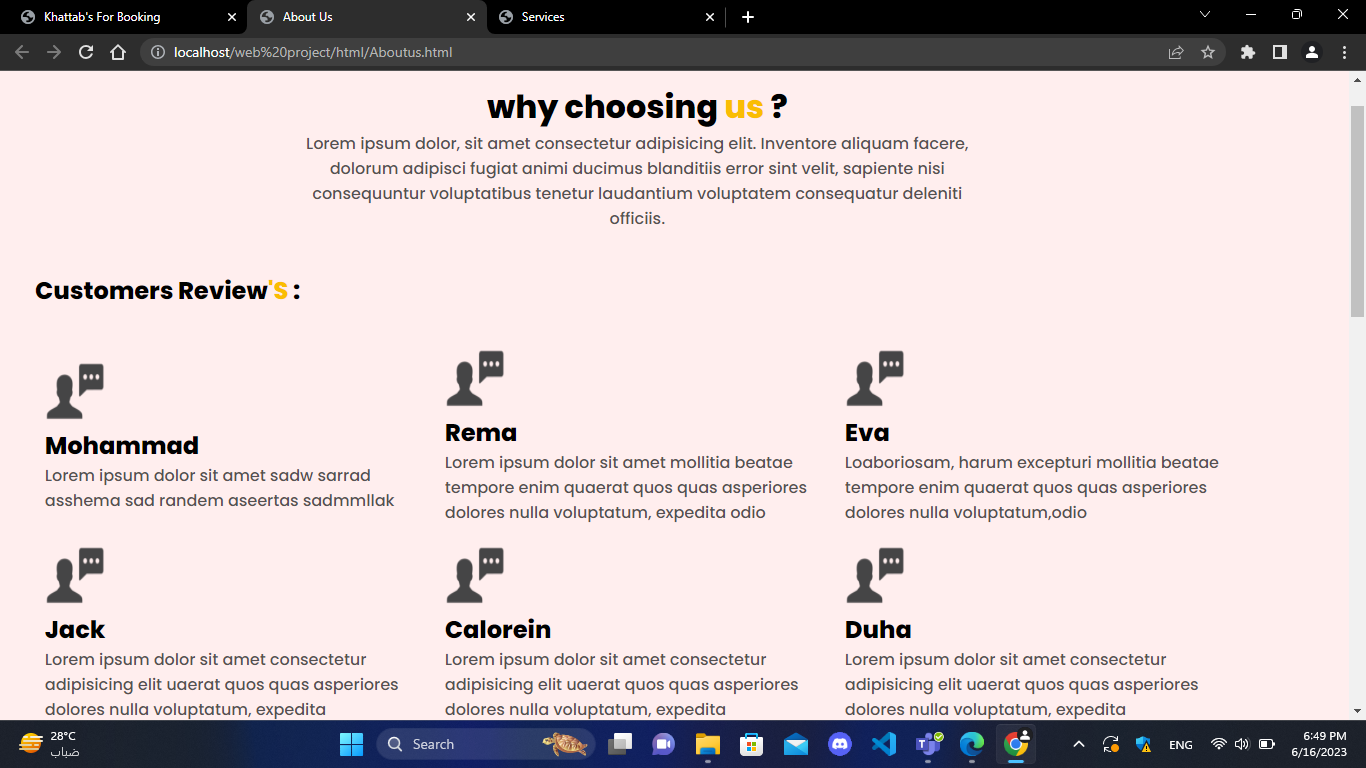 Khattab's For Booking
About Us
Services
localhost/web%20project/html/Aboutus.html
why choosing us ?
Lorem ipsum dolor, sit amet consectetur adipisicing elit. Inventore aliquam facere,
dolorum adipisci fugiat animi ducimus blanditiis error sint velit, sapiente nisi
consequuntur voluptatibus tenetur laudantium voluptatem consequatur deleniti
officiis.
Customers Review'S :
Mohammad
Lorem ipsum dolor sit amet sadw sarrad
asshema sad randem aseertas sadmmllak
Rema
Lorem ipsum dolor sit amet mollitia beatae
tempore enim quaerat quos quas asperiores
dolores nulla voluptatum, expedita odio
Eva
Loaboriosam, harum excepturi mollitia beatae
tempore enim quaerat quos quas asperiores
dolores nulla voluptatum,odio
Jack
Lorem ipsum dolor sit amet consectetur
adipisicing elit uaerat quos quas asperiores
dolores nulla voluptatum, expedita
Calorein
Lorem ipsum dolor sit amet consectetur
adipisicing elit uaerat quos quas asperiores
dolores nulla voluptatum, expedita
Duha
Lorem ipsum dolor sit amet consectetur
adipisicing elit uaerat quos quas asperiores
dolores nulla voluptatum, expedita
28°C
ضباب
Search
ENG
6:49 PM
6/16/2023